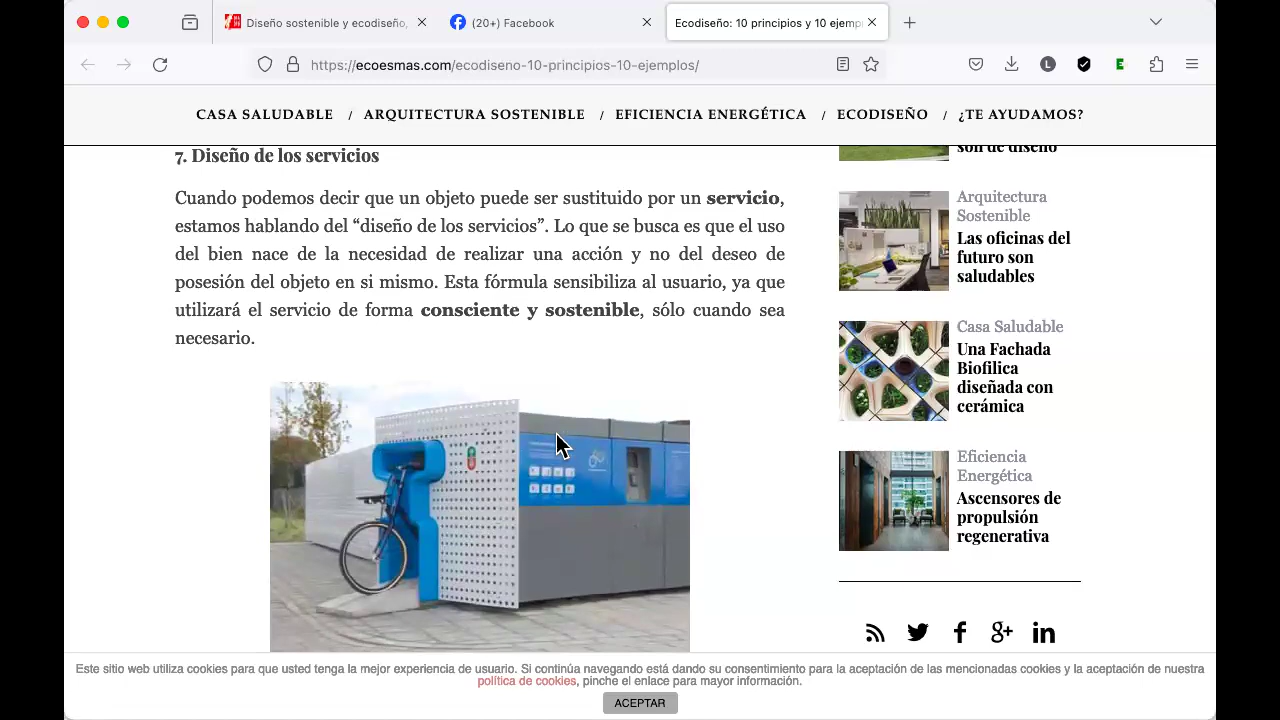 Diseño sostenible y ecodiseño,
(20+) Facebook
Ecodiseño: 10 principios y 10 ejemp
https://ecoesmas.com/ecodiseno-10-principios-10-ejemplos/
L
E
CASA SALUDABLE / ARQUITECTURA SOSTENIBLE / EFICIENCIA ENERGÉTICA / ECODISEÑO / ¿TE AYUDAMOS?
7. Diseño de los servicios
Cuando podemos decir que un objeto puede ser sustituido por un servicio,
estamos hablando del “diseño de los servicios”. Lo que se busca es que el uso
del bien nace de la necesidad de realizar una acción y no del deseo de
posesión del objeto en si mismo. Esta fórmula sensibiliza al usuario, ya que
utilizará el servicio de forma consciente y sostenible, sólo cuando sea
necesario.
son de diseño
Arquitectura
Sostenible
Las oficinas del
futuro son
saludables
Casa Saludable
Una Fachada
Biofilica
diseñada con
cerámica
Eficiencia
Energética
Ascensores de
propulsión
regenerativa
Este sitio web utiliza cookies para que usted tenga la mejor experiencia de usuario. Si continúa navegando está dando su consentimiento para la aceptación de las mencionadas cookies y la aceptación de nuestra
política de cookies, pinche el enlace para mayor información.
ACEPTAR